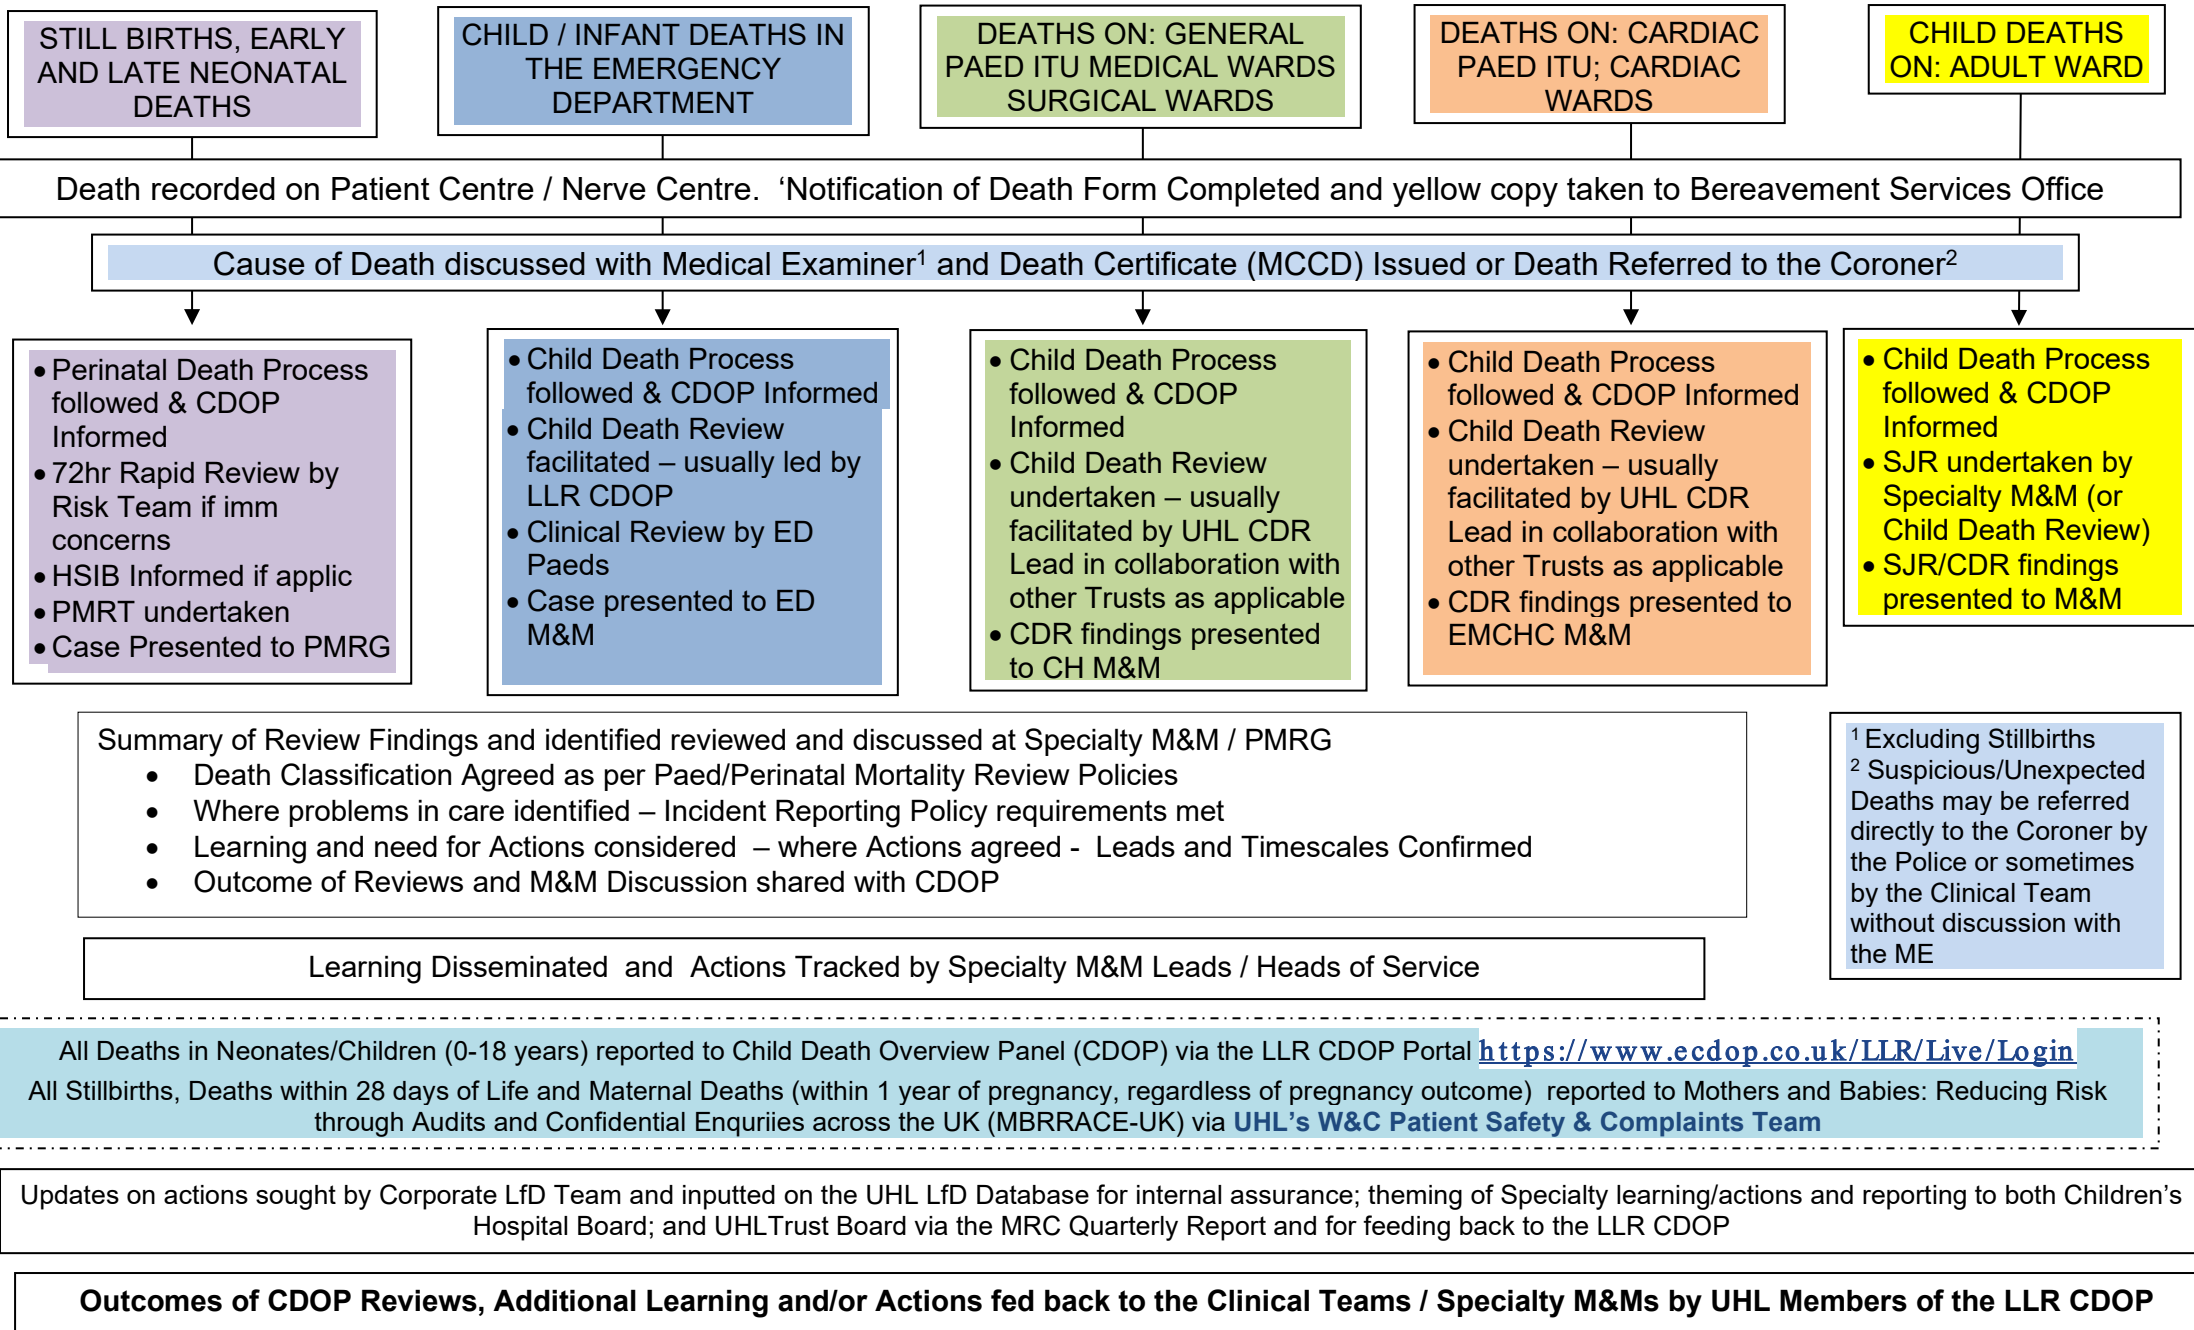 STILL BIRTHS, EARLY
AND LATE NEONATAL
DEATHS
CHILD / INFANT DEATHS IN
THE EMERGENCY
DEPARTMENT
DEATHS ON: GENERAL
PAED ITU MEDICAL WARDS
SURGICAL WARDS
DEATHS ON: CARDIAC
PAED ITU; CARDIAC
WARDS
CHILD DEATHS
ON: ADULT WARD
Death recorded on Patient Centre / Nerve Centre. ‘Notification of Death Form Completed and yellow copy taken to Bereavement Services Office
Cause of Death discussed with Medical Examiner¹ and Death Certificate (MCCD) Issued or Death Referred to the Coroner²
• Perinatal Death Process
followed & CDOP
Informed
• 72hr Rapid Review by
Risk Team if imm
concerns
• HSIB Informed if applic
• PMRT undertaken
• Case Presented to PMRG
• Child Death Process
followed & CDOP Informed
• Child Death Review
facilitated – usually led by
LLR CDOP
• Clinical Review by ED
Paeds
• Case presented to ED
M&M
• Child Death Process
followed & CDOP
Informed
• Child Death Review
undertaken – usually
facilitated by UHL CDR
Lead in collaboration with
other Trusts as applicable
• CDR findings presented
to CH M&M
• Child Death Process
followed & CDOP Informed
• Child Death Review
undertaken – usually
facilitated by UHL CDR
Lead in collaboration with
other Trusts as applicable
• CDR findings presented to
EMCHC M&M
• Child Death Process
followed & CDOP
Informed
• SJR undertaken by
Specialty M&M (or
Child Death Review)
• SJR/CDR findings
presented to M&M
Summary of Review Findings and identified reviewed and discussed at Specialty M&M / PMRG
• Death Classification Agreed as per Paed/Perinatal Mortality Review Policies
• Where problems in care identified – Incident Reporting Policy requirements met
• Learning and need for Actions considered – where Actions agreed - Leads and Timescales Confirmed
• Outcome of Reviews and M&M Discussion shared with CDOP
¹ Excluding Stillbirths
² Suspicious/Unexpected
Deaths may be referred
directly to the Coroner by
the Police or sometimes
by the Clinical Team
without discussion with
the ME
Learning Disseminated and Actions Tracked by Specialty M&M Leads / Heads of Service
All Deaths in Neonates/Children (0-18 years) reported to Child Death Overview Panel (CDOP) via the LLR CDOP Portal https://www.ecdop.co.uk/LLR/Live/Login
All Stillbirths, Deaths within 28 days of Life and Maternal Deaths (within 1 year of pregnancy, regardless of pregnancy outcome) reported to Mothers and Babies: Reducing Risk
through Audits and Confidential Enquriies across the UK (MBRRACE-UK) via UHL’s W&C Patient Safety & Complaints Team
Updates on actions sought by Corporate LfD Team and inputted on the UHL LfD Database for internal assurance; theming of Specialty learning/actions and reporting to both Children’s
Hospital Board; and UHLTrust Board via the MRC Quarterly Report and for feeding back to the LLR CDOP
Outcomes of CDOP Reviews, Additional Learning and/or Actions fed back to the Clinical Teams / Specialty M&Ms by UHL Members of the LLR CDOP